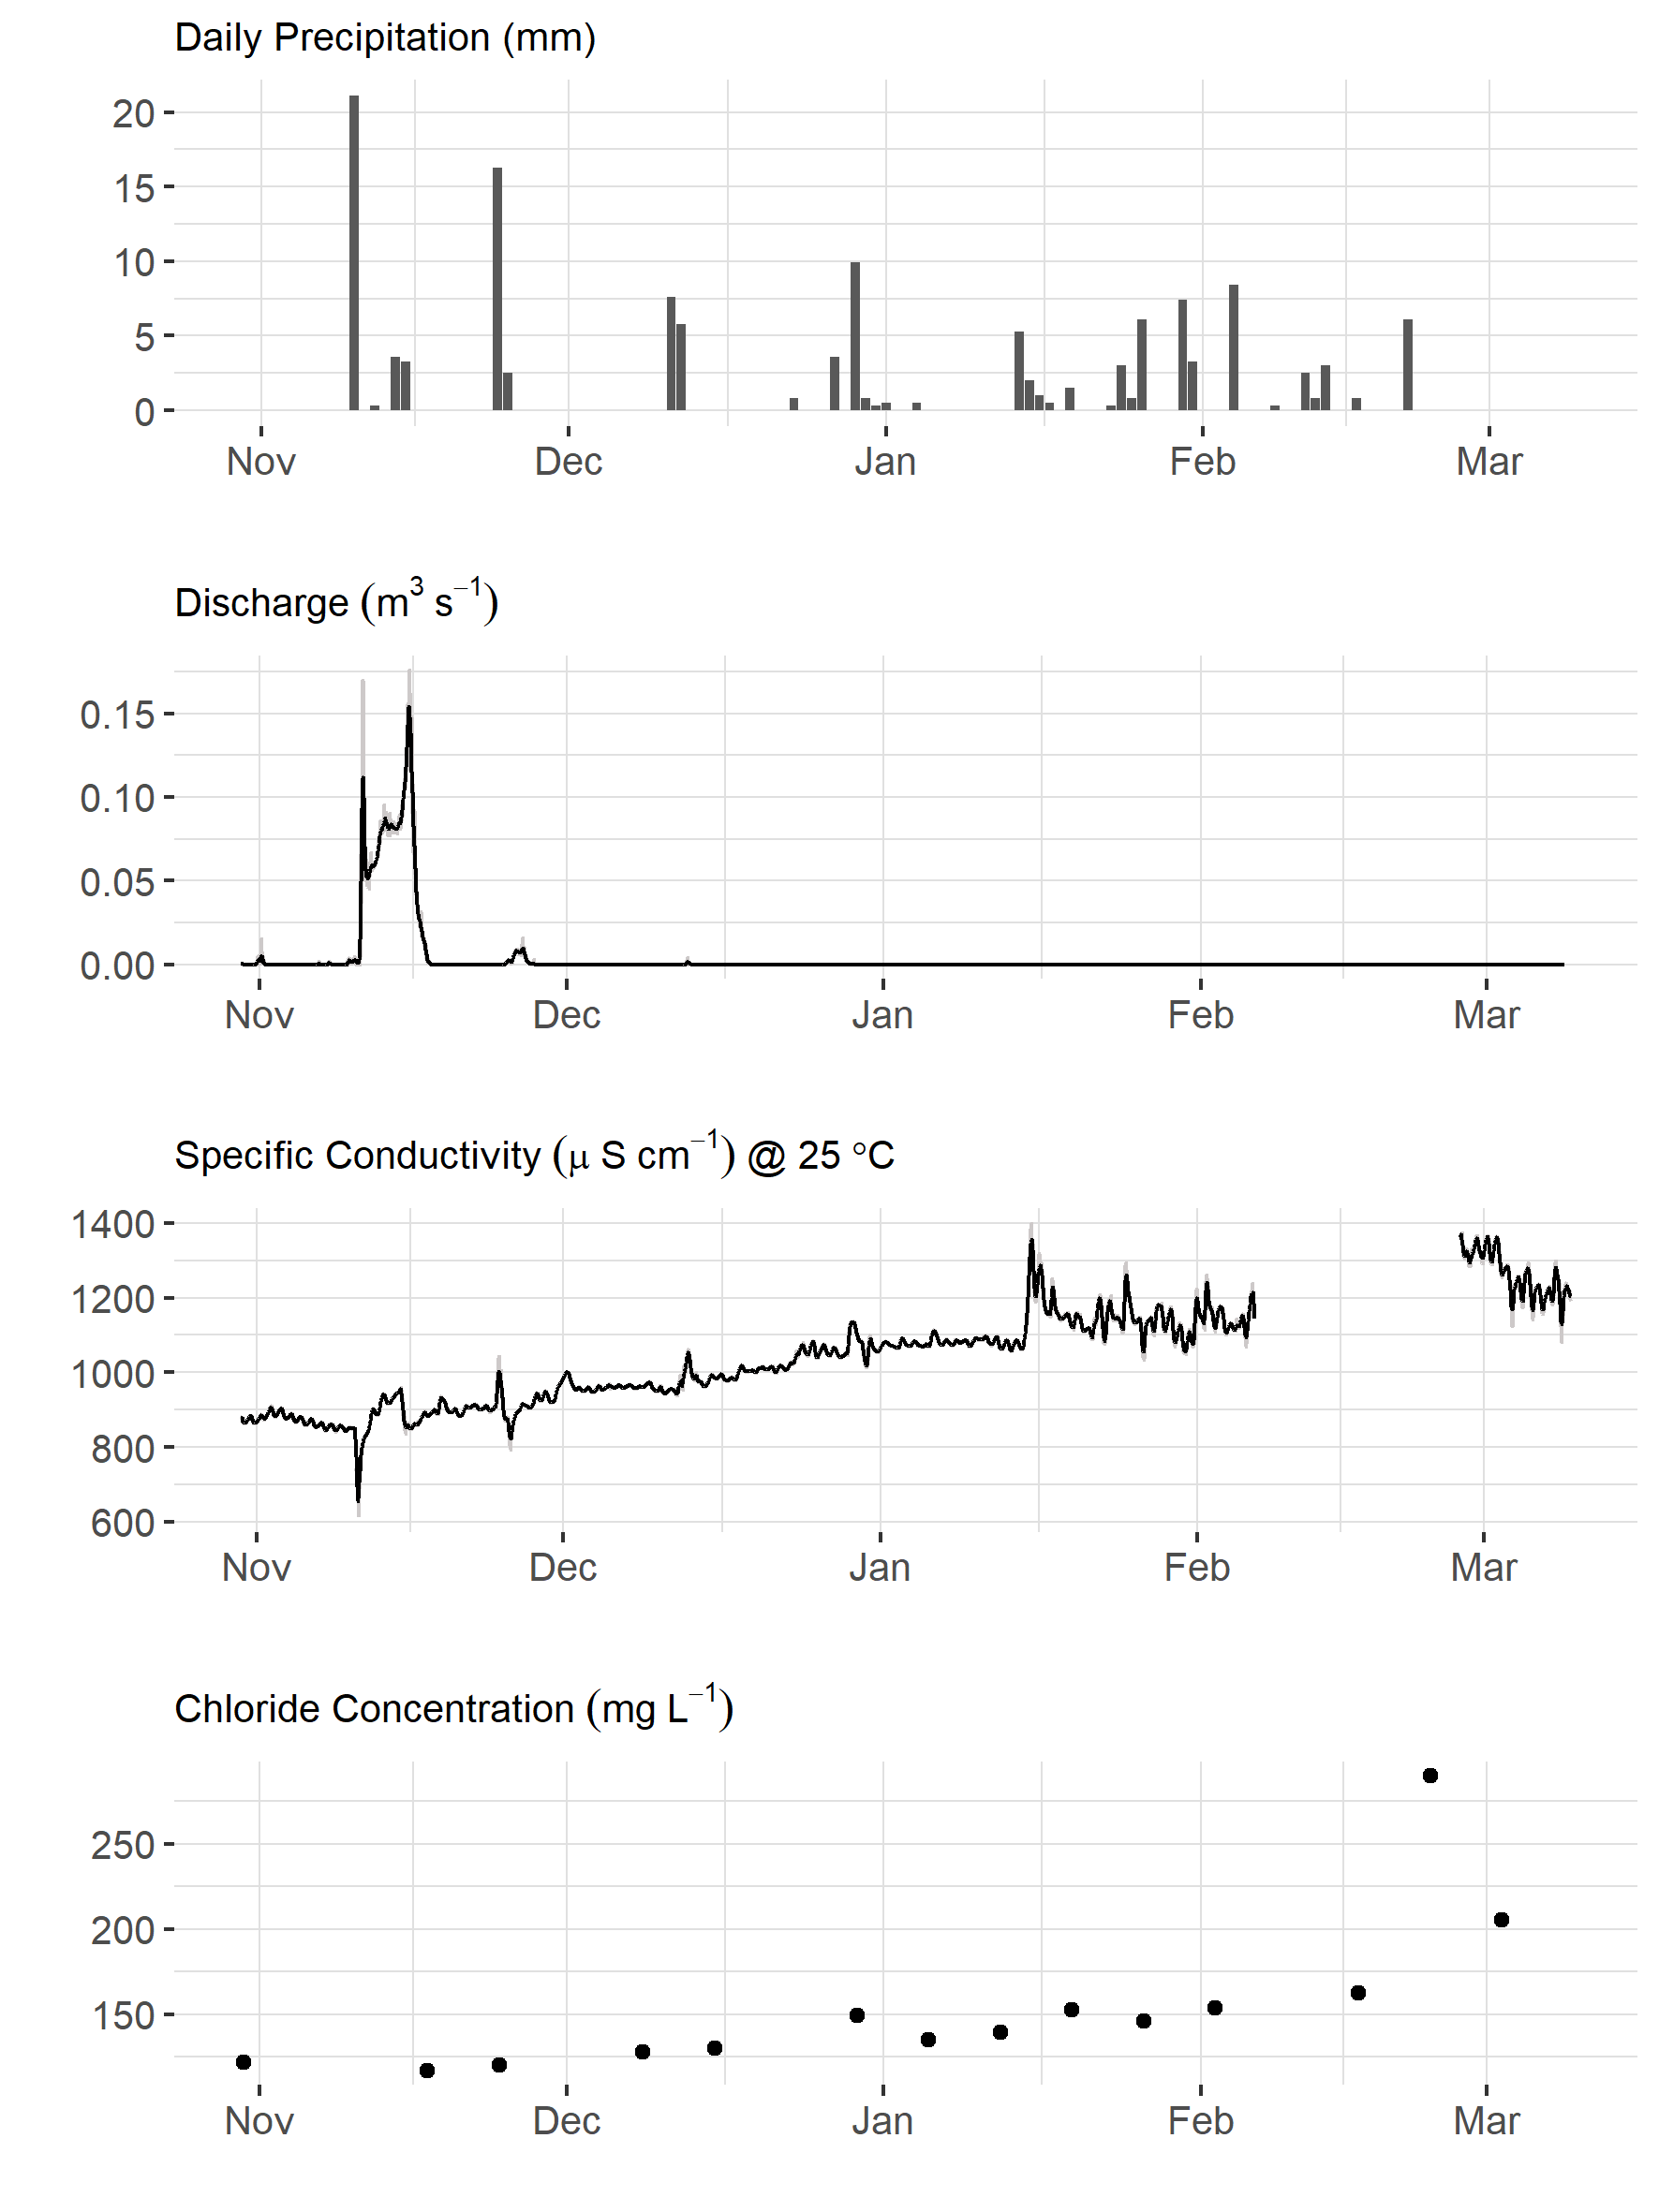 Daily Precipitation (mm)
20
15
10
5
0
Nov Dec Jan Feb Mar
Discharge (m³ s⁻¹)
0.15
0.10
0.05
0.00
Nov Dec Jan Feb Mar
Specific Conductivity (μ S cm⁻¹) @ 25 °C
1400
1200
1000
800
600
Nov Dec Jan Feb Mar
Chloride Concentration (mg L⁻¹)
250
200
150
Nov Dec Jan Feb Mar